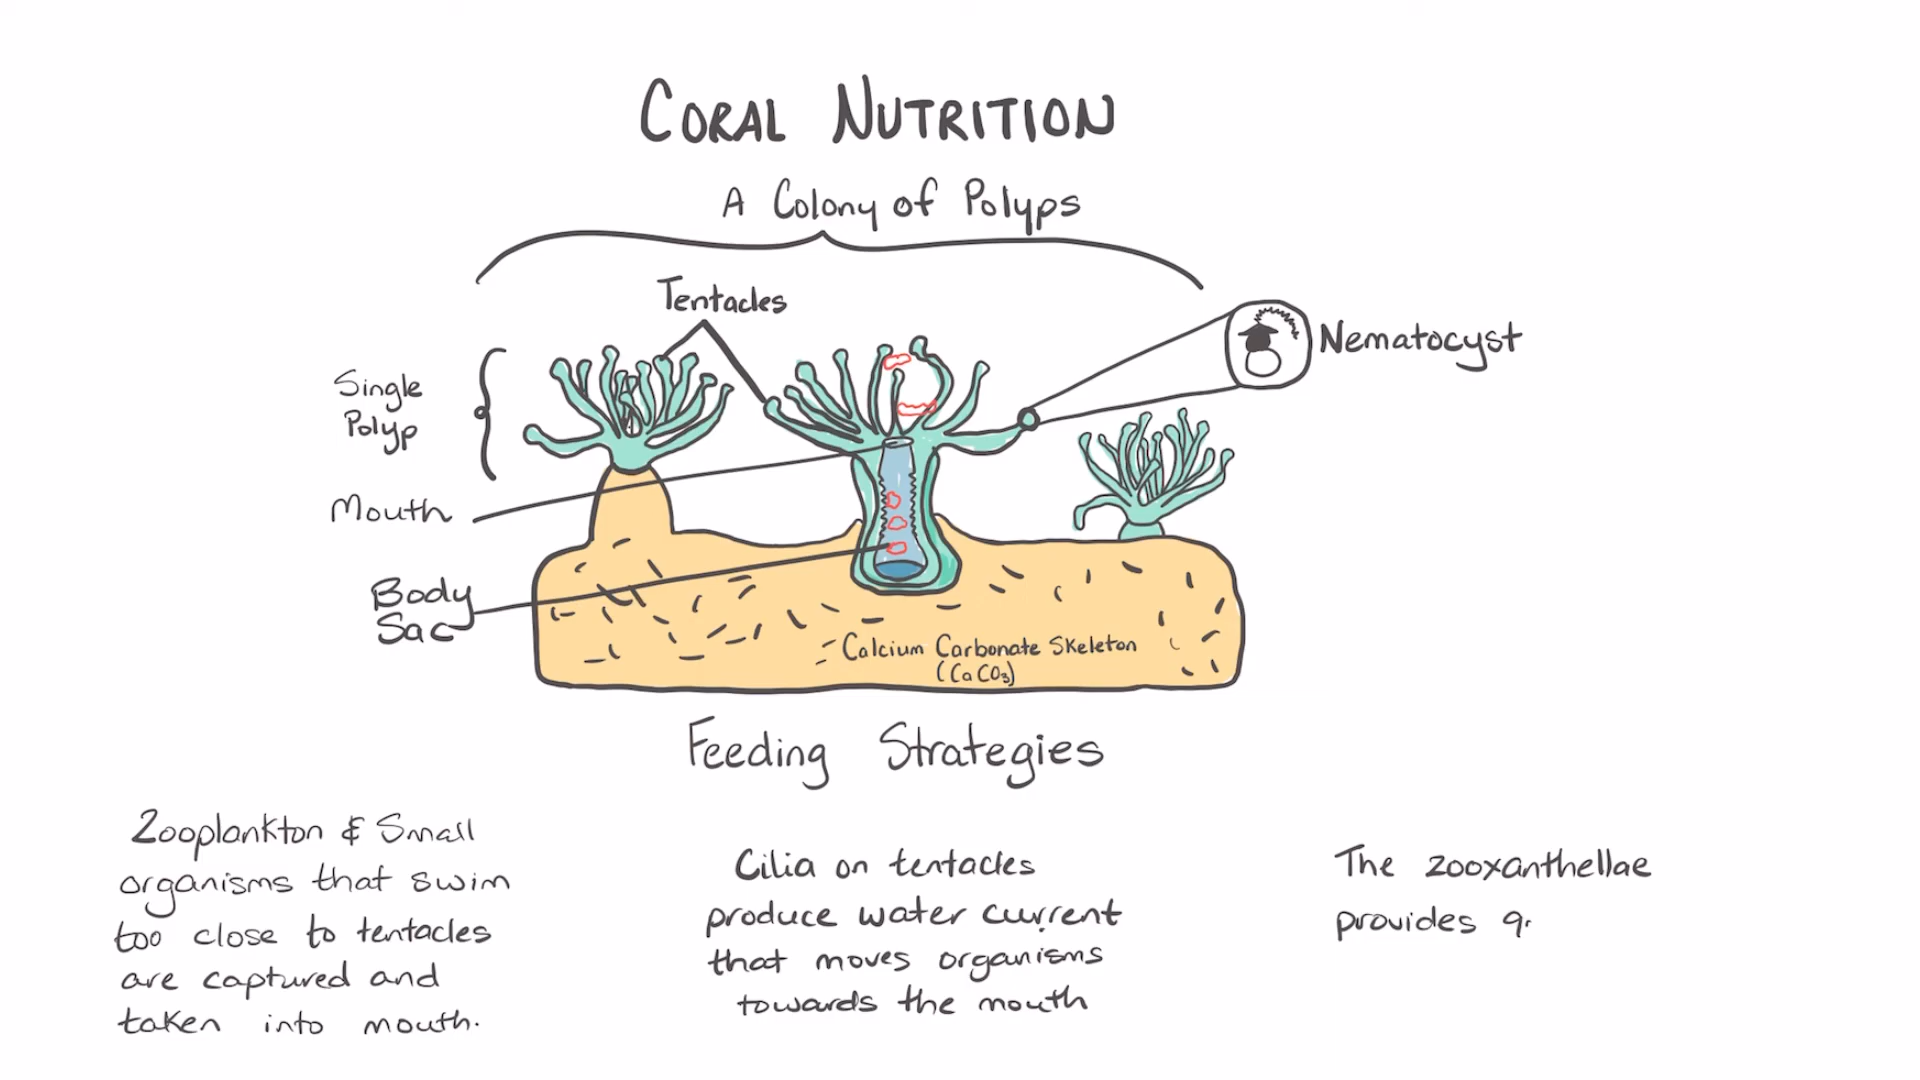 CORAL NUTRITION
A Colony of Polyps
Tentacles
Nematocyst
Single
Polyp
Mouth
Body
Sac
Calcium Carbonate Skeleton
(CaCO₃)
Feeding Strategies
Zooplankton & Small
organisms that swim
too close to tentacles
are captured and
taken into mouth.
Cilia on tentacles
produce water current
that moves organisms
towards the mouth
The zooxanthellae
provides